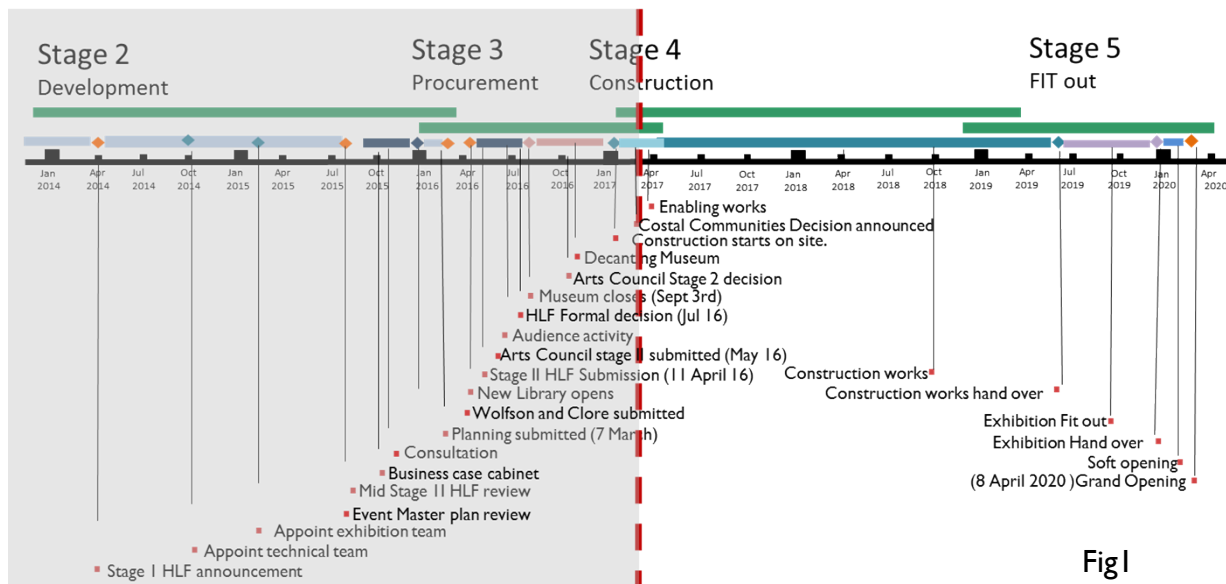 Stage 2
Development
Stage 3
Procurement
Stage 4
Construction
Stage 5
FIT out
Jan 2014
Apr 2014
Jul 2014
Oct 2014
Jan 2015
Apr 2015
Jul 2015
Oct 2015
Jan 2016
Apr 2016
Jul 2016
Oct 2016
Jan 2017
Apr 2017
Jul 2017
Oct 2017
Jan 2018
Apr 2018
Jul 2018
Oct 2018
Jan 2019
Apr 2019
Jul 2019
Oct 2019
Jan 2020
Apr 2020
Enabling works
Costal Communities Decision announced
Construction starts on site.
Decanting Museum
Arts Council Stage 2 decision
Museum closes (Sept 3rd)
HLF Formal decision (Jul 16)
Audience activity
Arts Council stage II submitted (May 16)
Stage II HLF Submission (11 April 16)
New Library opens
Wolfson and Clore submitted
Planning submitted (7 March)
Consultation
Business case cabinet
Mid Stage II HLF review
Event Master plan review
Appoint exhibition team
Appoint technical team
Stage I HLF announcement
Construction works
Construction works hand over
Exhibition Fit out
Exhibition Hand over
Soft opening
(8 April 2020 )Grand Opening
Fig1